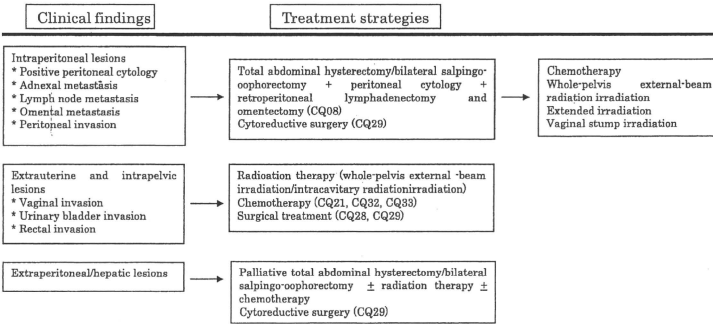 Clinical findings
Treatment strategies
Intraperitoneal lesions
* Positive peritoneal cytology
* Adnexal metastasis
* Lymph node metastasis
* Omental metastasis
* Peritoneal invasion
Total abdominal hysterectomy/bilateral salpingo-
oophorectomy + peritoneal cytology +
retroperitoneal lymphadenectomy and
omentectomy (CQ08)
Cytoreductive surgery (CQ29)
Chemotherapy
Whole-pelvis external-beam
radiation irradiation
Extended irradiation
Vaginal stump irradiation
Extrauterine and intrapelvic
lesions
* Vaginal invasion
* Urinary bladder invasion
* Rectal invasion
Radioation therapy (whole-pelvis external -beam
irradiation/intracavitary radiationirradiation)
Chemotherapy (CQ21, CQ32, CQ33)
Surgical treatment (CQ28, CQ29)
Extraperitoneal/hepatic lesions
Palliative total abdominal hysterectomy/bilateral
salpingo-oophorectomy ± radiation therapy ±
chemotherapy
Cytoreductive surgery (CQ29)